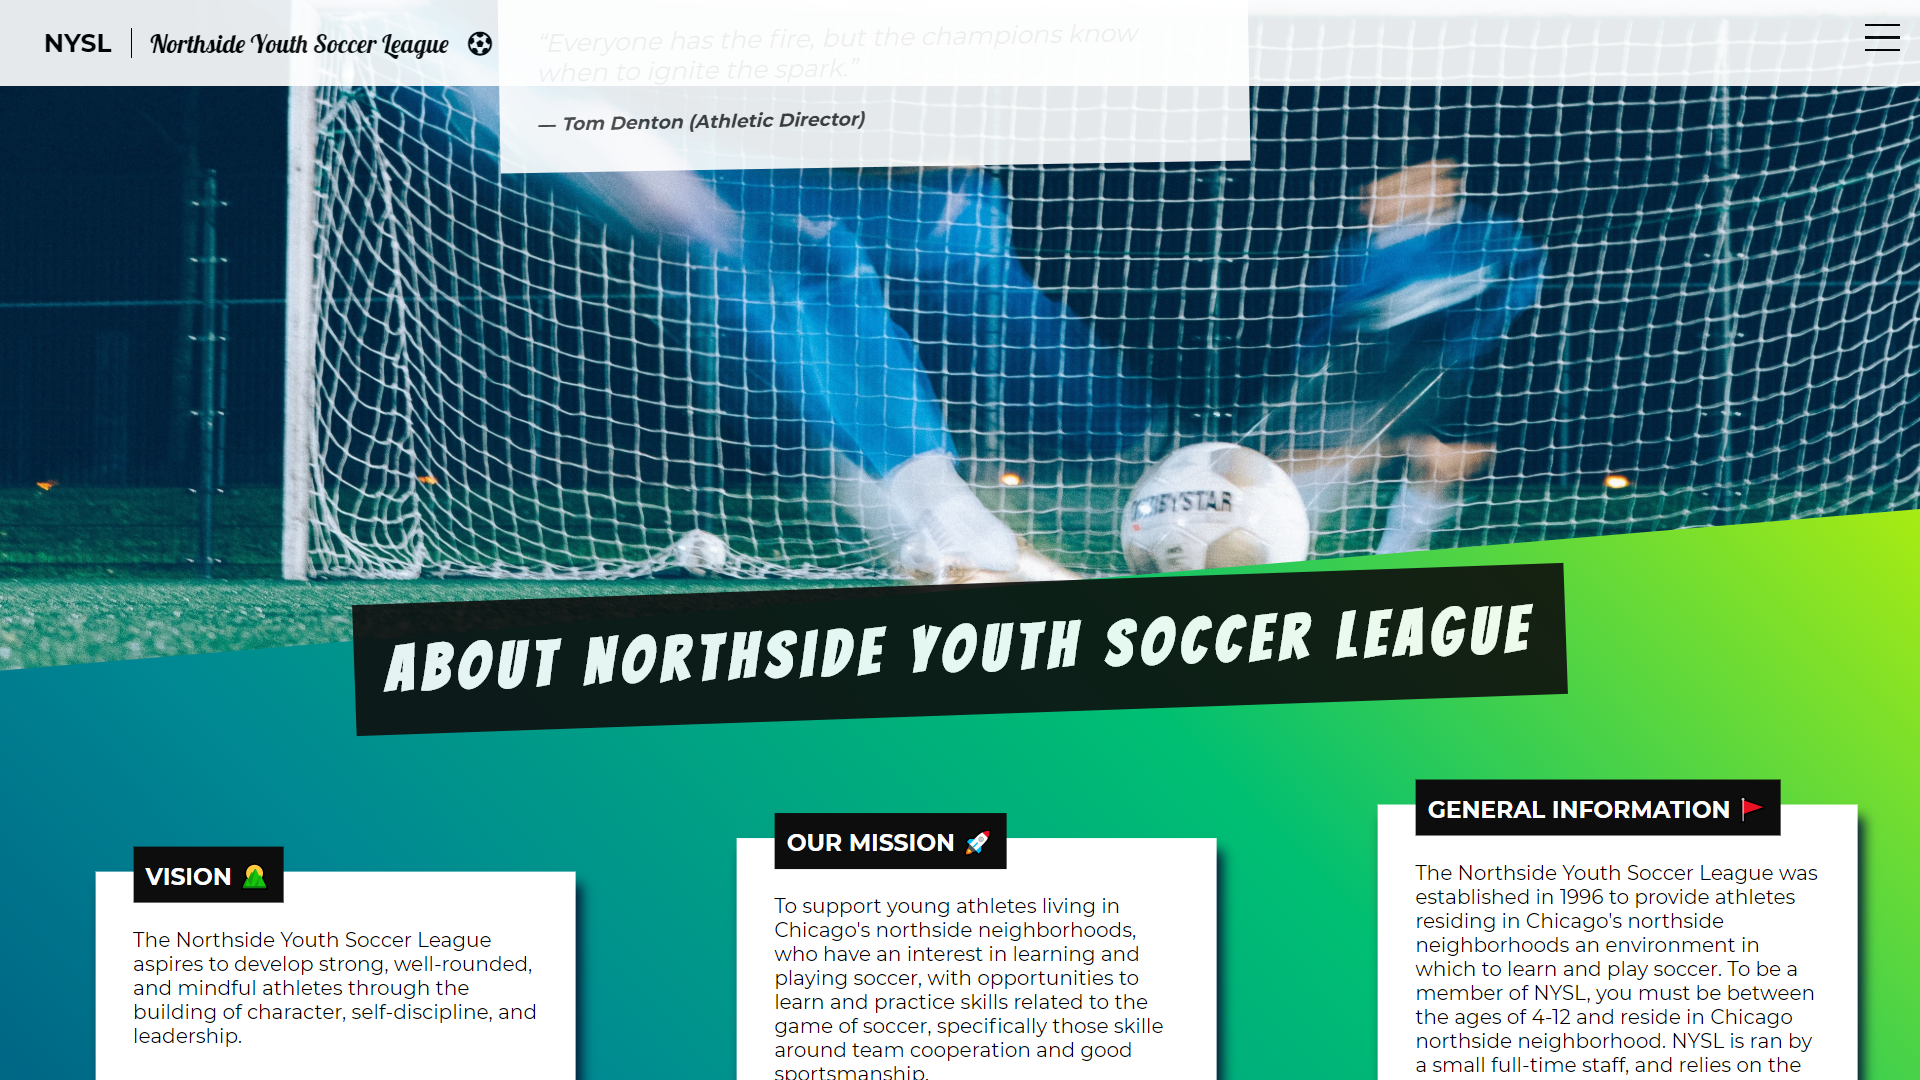 NYSL
Northside Youth Soccer League
“Everyone has the fire, but the champions know
when to ignite the spark.”
— Tom Denton (Athletic Director)
DERBYSTAR
ABOUT NORTHSIDE YOUTH SOCCER LEAGUE
VISION
The Northside Youth Soccer League
aspires to develop strong, well-rounded,
and mindful athletes through the
building of character, self-discipline, and
leadership.
OUR MISSION
To support young athletes living in
Chicago's northside neighborhoods,
who have an interest in learning and
playing soccer, with opportunities to
learn and practice skills related to the
game of soccer, specifically those skille
around team cooperation and good
sportsmanship.
GENERAL INFORMATION
The Northside Youth Soccer League was
established in 1996 to provide athletes
residing in Chicago's northside
neighborhoods an environment in
which to learn and play soccer. To be a
member of NYSL, you must be between
the ages of 4-12 and reside in Chicago
northside neighborhood. NYSL is ran by
a small full-time staff, and relies on the